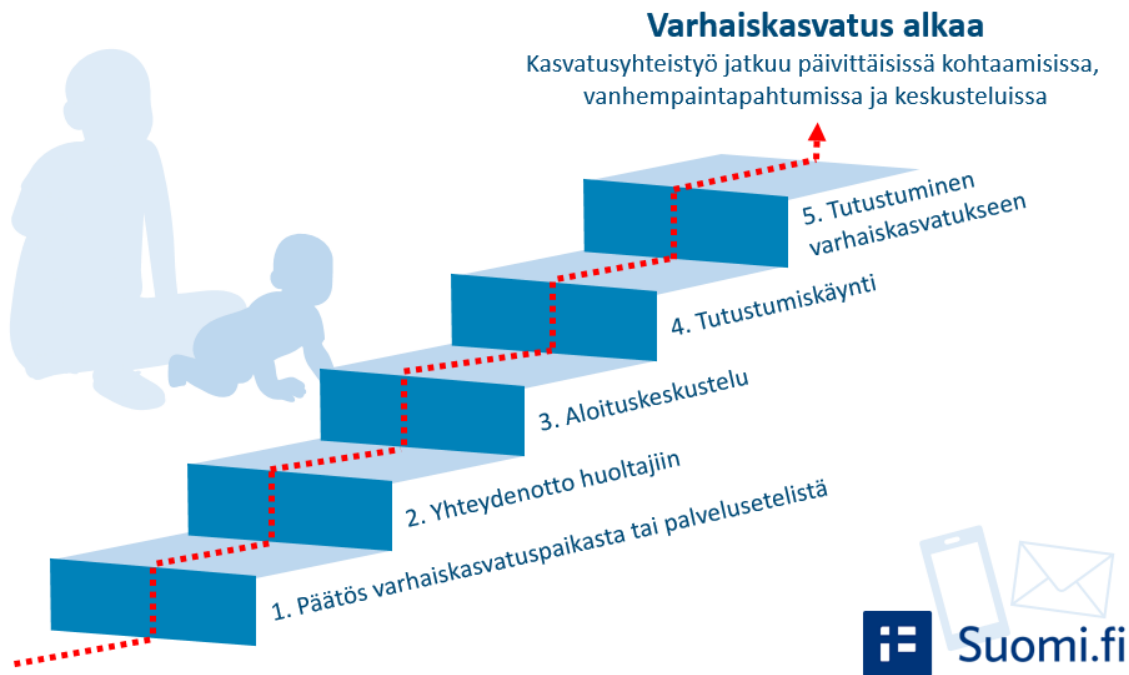 Varhaiskasvatus alkaa
Kasvatusyhteistyö jatkuu päivittäisissä kohtaamisissa,
vanhempaintapahtumissa ja keskusteluissa
5. Tutustuminen
varhaiskasvatukseen
4. Tutustumiskäynti
3. Aloituskeskustelu
2. Yhteydenotto huoltajiin
1. Päätös varhaiskasvatuspaikasta tai palvelusetelistä
Suomi.fi